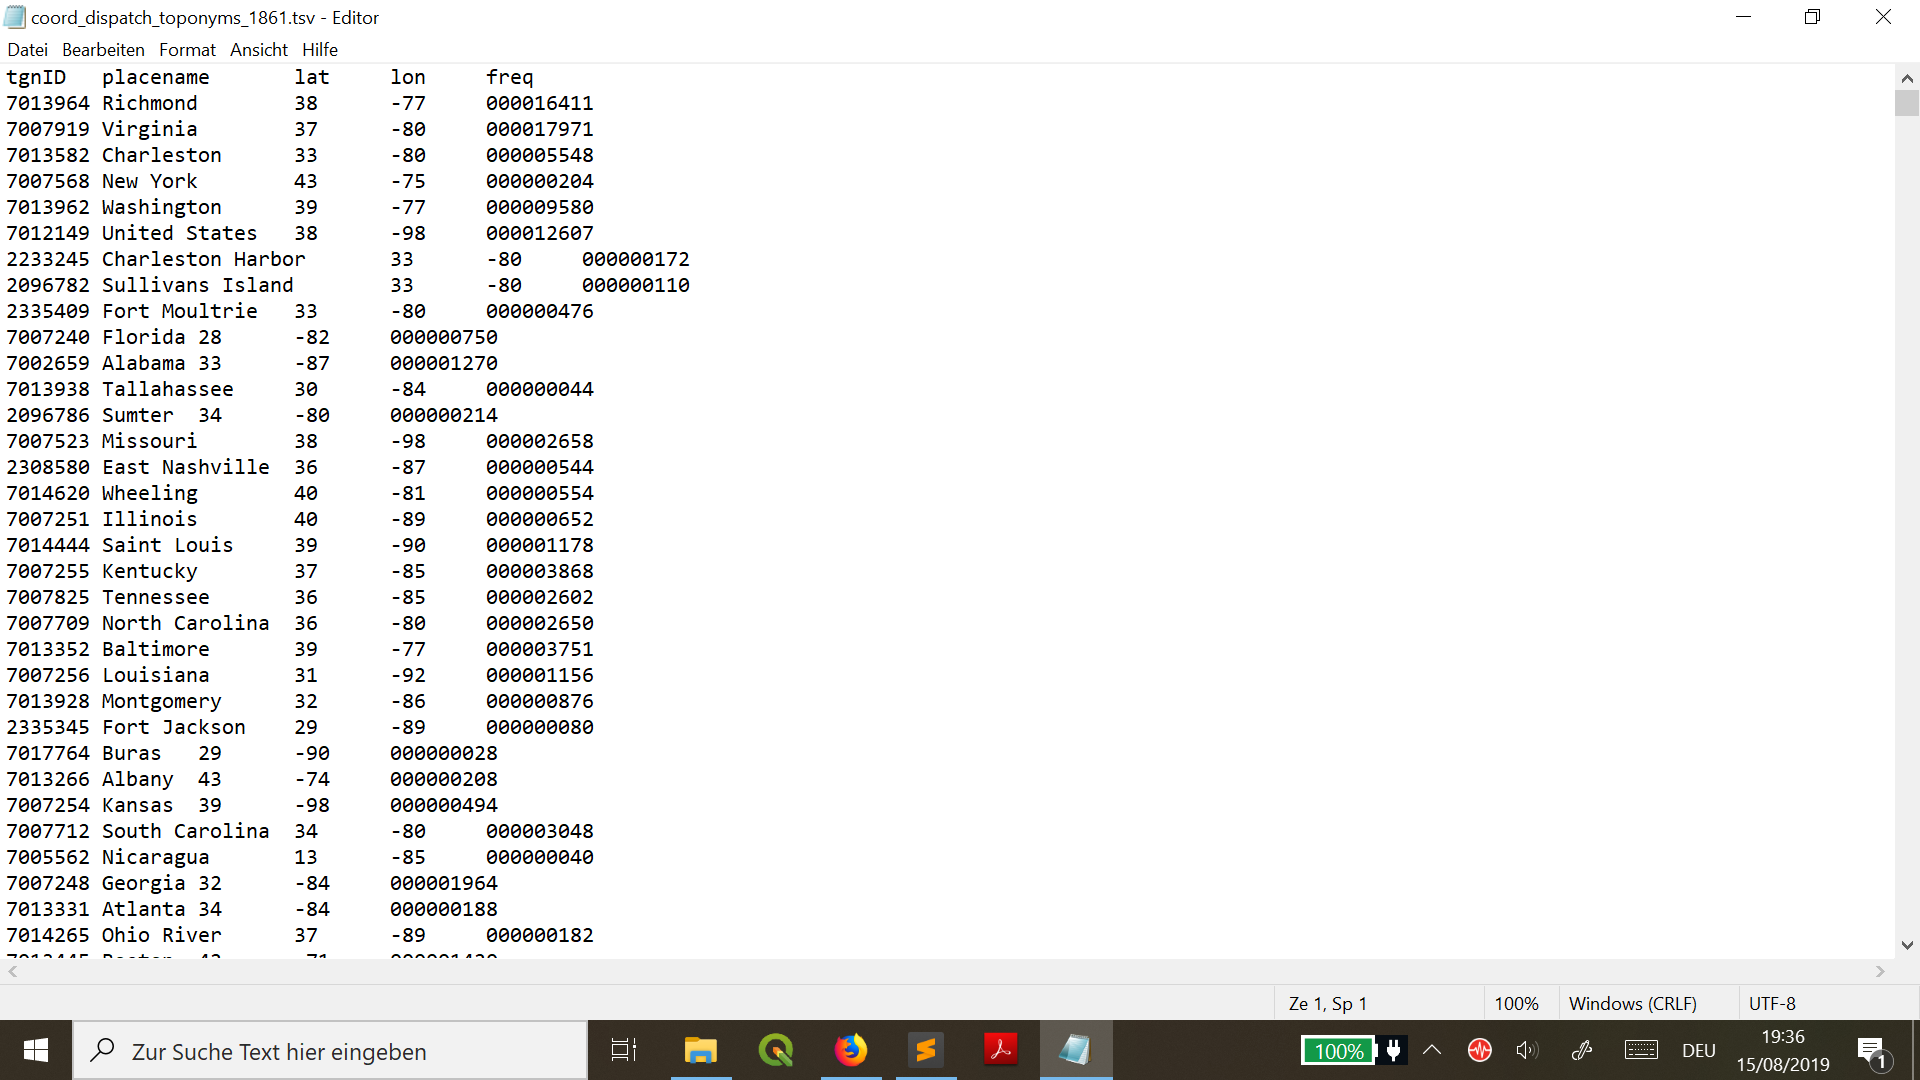 coord_dispatch_toponyms_1861.tsv - Editor
Datei Bearbeiten Format Ansicht Hilfe
tgnID placename lat lon freq
7013964 Richmond 38 -77 000016411
7007919 Virginia 37 -80 000017971
7013582 Charleston 33 -80 000005548
7007568 New York 43 -75 000000204
7013962 Washington 39 -77 000009580
7012149 United States 38 -98 000012607
2233245 Charleston Harbor 33 -80 000000172
2096782 Sullivans Island 33 -80 000000110
2335409 Fort Moultrie 33 -80 000000476
7007240 Florida 28 -82 000000750
7002659 Alabama 33 -87 000001270
7013938 Tallahassee 30 -84 000000044
2096786 Sumter 34 -80 000000214
7007523 Missouri 38 -98 000002658
2308580 East Nashville 36 -87 000000544
7014620 Wheeling 40 -81 000000554
7007251 Illinois 40 -89 000000652
7014444 Saint Louis 39 -90 000001178
7007255 Kentucky 37 -85 000003868
7007825 Tennessee 36 -85 000002602
7007709 North Carolina 36 -80 000002650
7013352 Baltimore 39 -77 000003751
7007256 Louisiana 31 -92 000001156
7013928 Montgomery 32 -86 000000876
2335345 Fort Jackson 29 -89 000000080
7017764 Buras 29 -90 000000028
7013266 Albany 43 -74 000000208
7007254 Kansas 39 -98 000000494
7007712 South Carolina 34 -80 000003048
7005562 Nicaragua 13 -85 000000040
7007248 Georgia 32 -84 000001964
7013331 Atlanta 34 -84 000000188
7014265 Ohio River 37 -89 000000182
Ze 1, Sp 1 100% Windows (CRLF) UTF-8
Zur Suche Text hier eingeben
100% DEU 19:36
15/08/2019
1